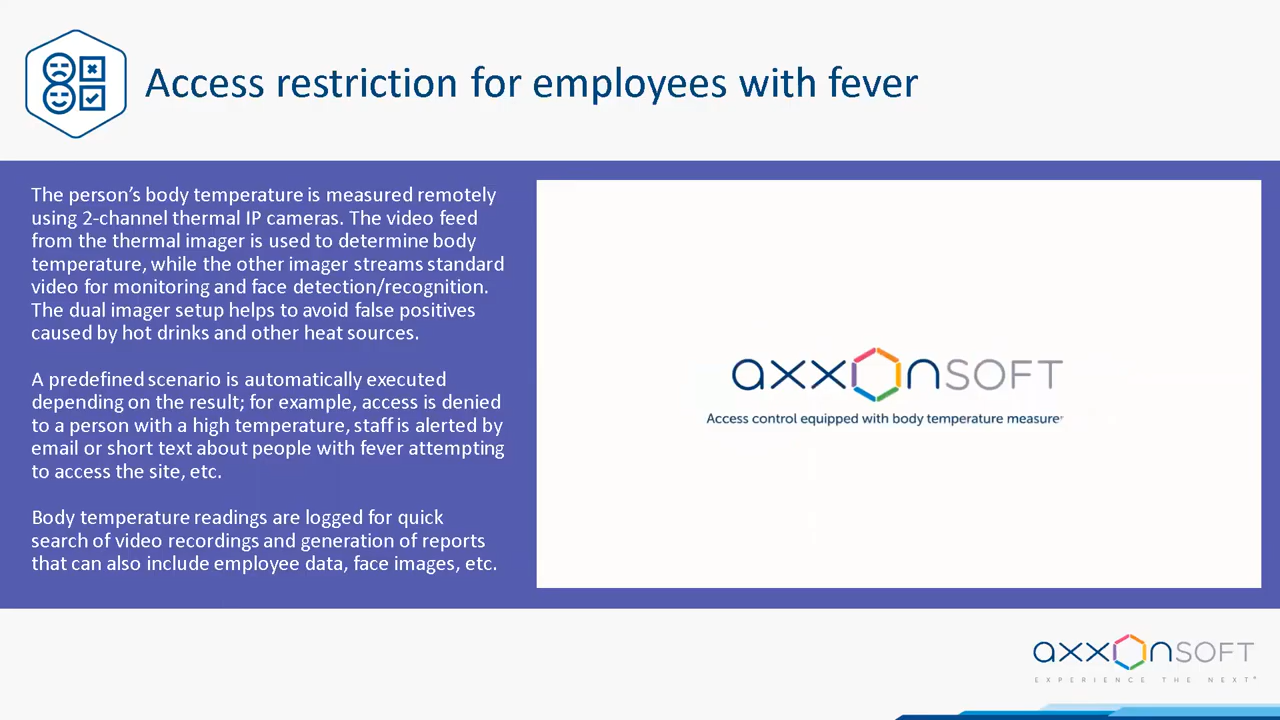 Access restriction for employees with fever
The person’s body temperature is measured remotely
using 2-channel thermal IP cameras. The video feed
from the thermal imager is used to determine body
temperature, while the other imager streams standard
video for monitoring and face detection/recognition.
The dual imager setup helps to avoid false positives
caused by hot drinks and other heat sources.
A predefined scenario is automatically executed
depending on the result; for example, access is denied
to a person with a high temperature, staff is alerted by
email or short text about people with fever attempting
to access the site, etc.
Body temperature readings are logged for quick
search of video recordings and generation of reports
that can also include employee data, face images, etc.
axxonsoft
Access control equipped with body temperature measure
axxonsoft
EXPERIENCE THE NEXT